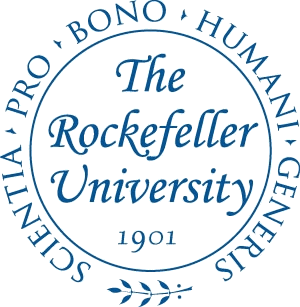 SCIENTIA · PRO · BONO · HUMANI · GENERIS
The
Rockefeller
University
1901